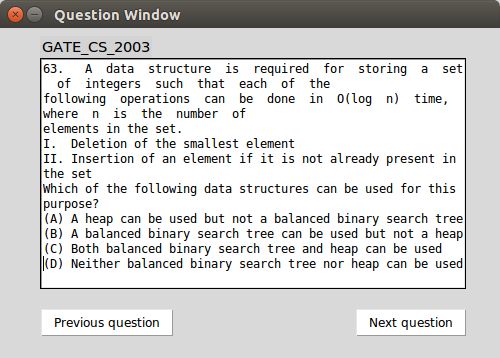 Question Window
GATE_CS_2003
63. A data structure is required for storing a set
of integers such that each of the
following operations can be done in O(log n) time,
where n is the number of
elements in the set.
I. Deletion of the smallest element
II. Insertion of an element if it is not already present in
the set
Which of the following data structures can be used for this
purpose?
(A) A heap can be used but not a balanced binary search tree
(B) A balanced binary search tree can be used but not a heap
(C) Both balanced binary search tree and heap can be used
(D) Neither balanced binary search tree nor heap can be used
Previous question
Next question